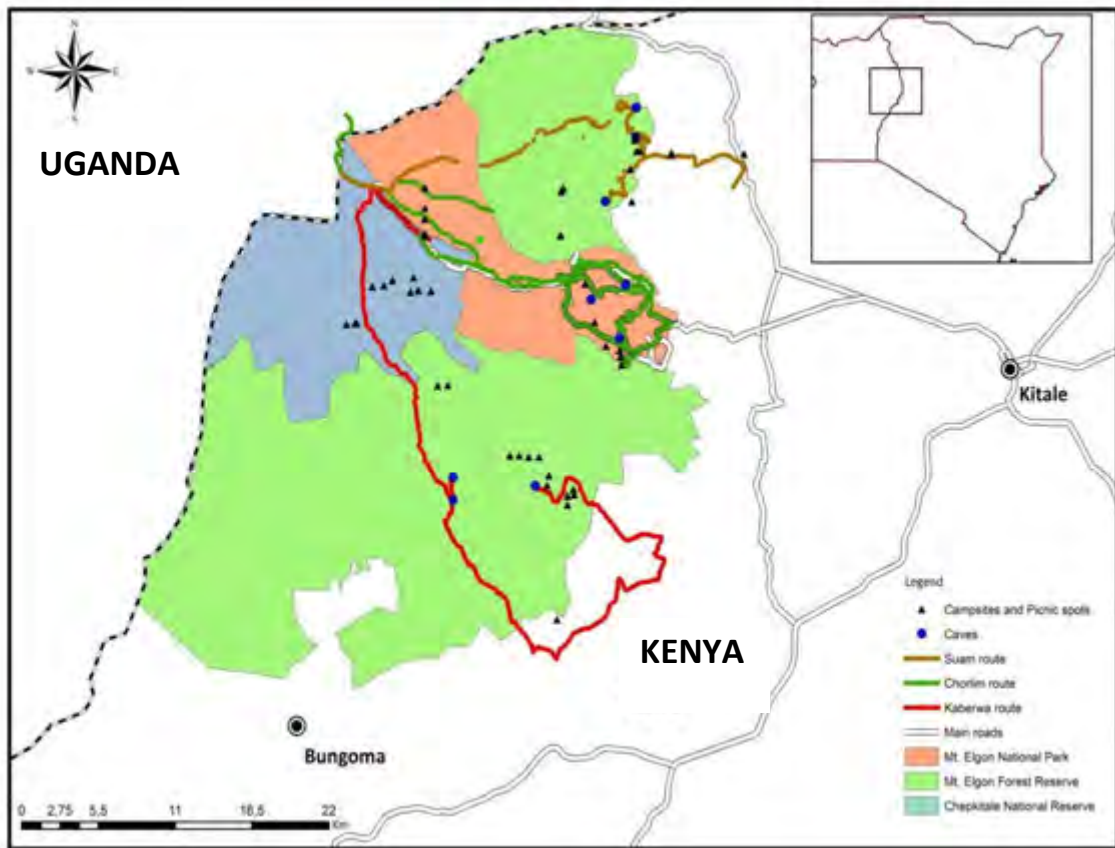 N
N E
S
UGANDA
Kitale
KENYA
Bungoma
Legend
Campsites and Picnic spots
Caves
Suam route
Chorlim route
Kaberwa route
Main roads
Mt. Elgon National Park
Mt. Elgon Forest Reserve
Chepkitale National Reserve
0 2,75 5,5 11 16,5 22
Km